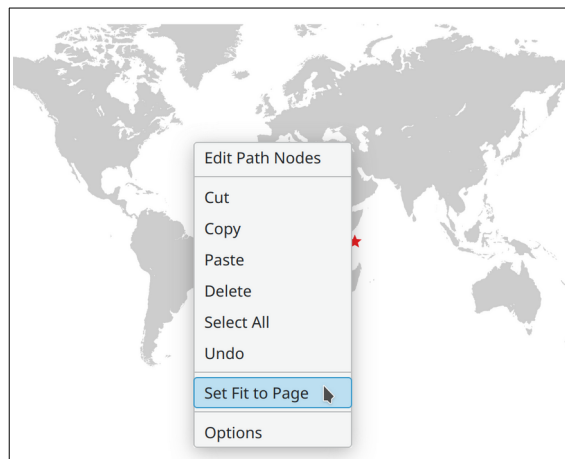 Edit Path Nodes
Cut
Copy
Paste
Delete
Select All
Undo
Set Fit to Page
Options